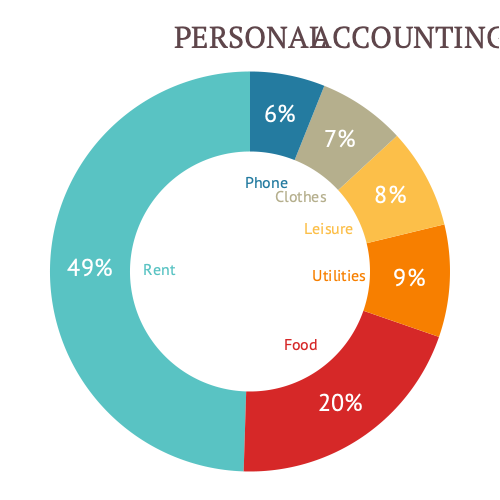 PERSONAL ACCOUNTING
6%
7%
Phone
Clothes
8%
Leisure
49%
Rent
Utilities
9%
Food
20%